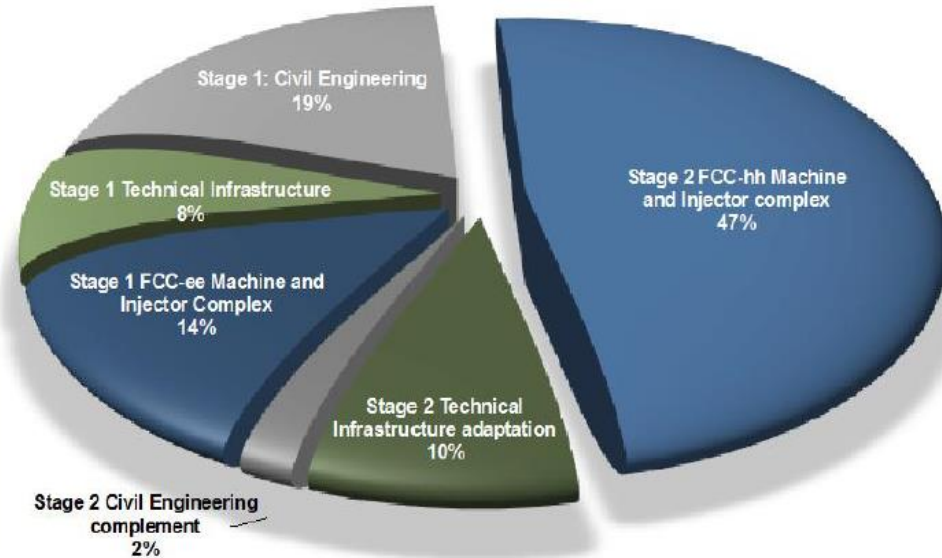 Stage 1: Civil Engineering
19%
Stage 2 FCC-hh Machine
and Injector complex
47%
Stage 1 Technical Infrastructure
8%
Stage 1 FCC-ee Machine and
Injector Complex
14%
Stage 2 Technical
Infrastructure adaptation
10%
Stage 2 Civil Engineering
complement
2%